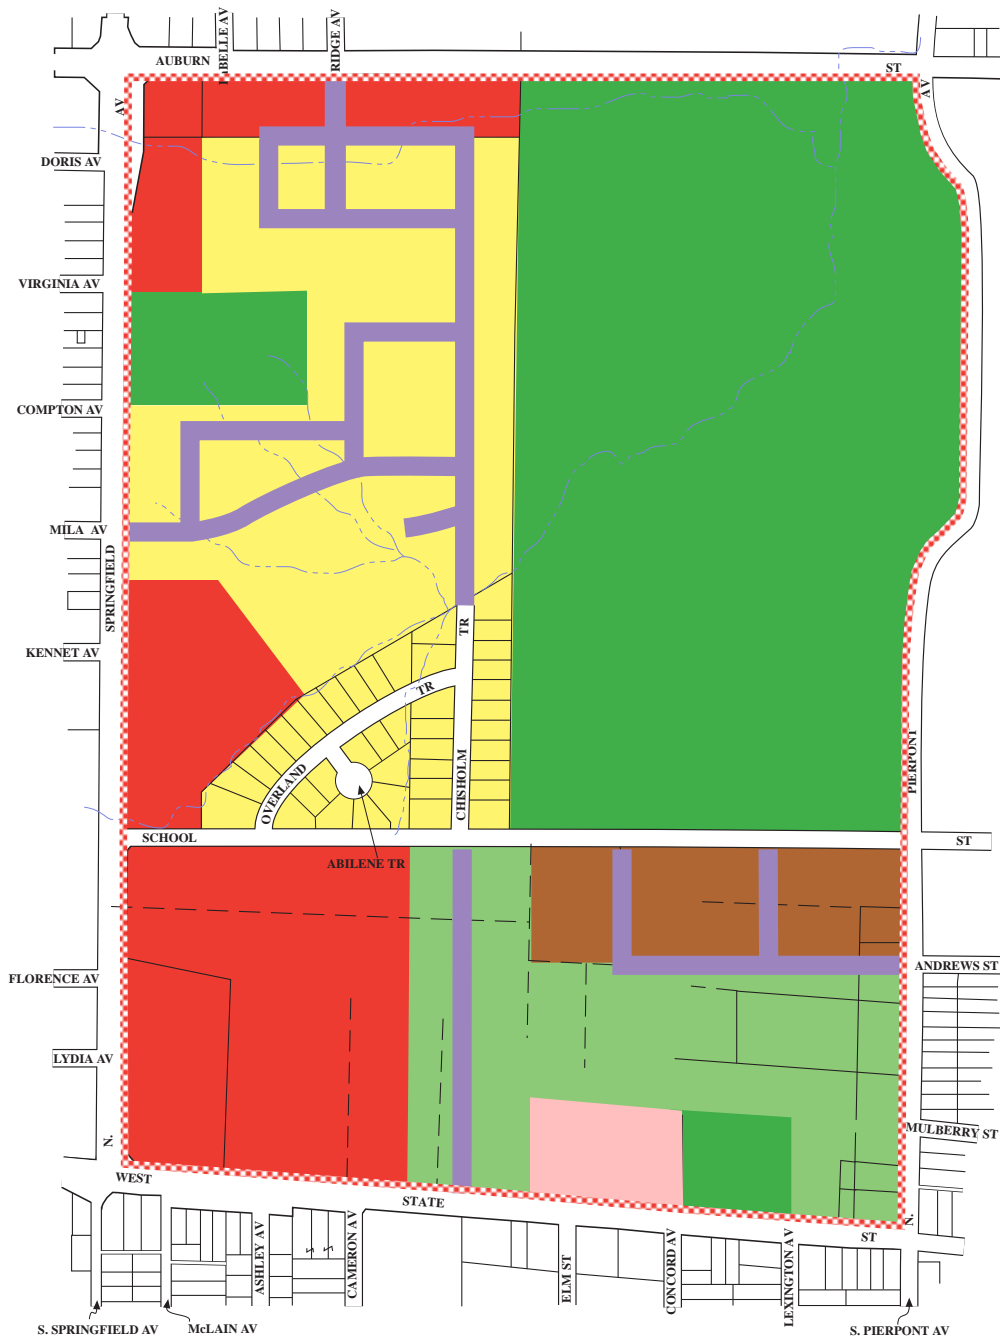 LaBELLE AV
RIDGE AV
AUBURN
ST
AV
AV
DORIS AV
VIRGINIA AV
COMPTON AV
MILA AV
SPRINGFIELD
KENNET AV
TR
TR
PIERPONT
OVERLAND
CHISHOLM
SCHOOL
ST
ABILENE TR
FLORENCE AV
ANDREWS ST
LYDIA AV
MULBERRY ST
N.
WEST
STATE
N.
ST
ASHLEY AV
CAMERON AV
ELM ST
CONCORD AV
LEXINGTON AV
S. SPRINGFIELD AV
McLAIN AV
S. PIERPONT AV